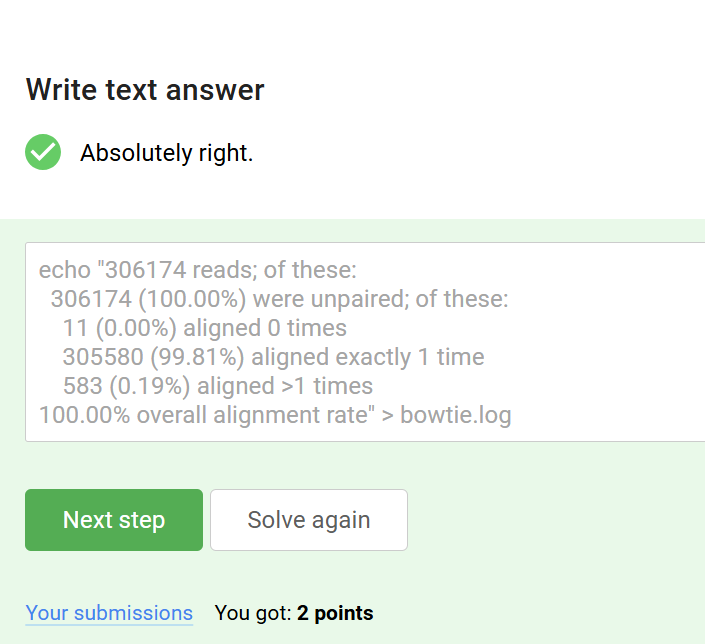 Write text answer
Absolutely right.
echo "306174 reads; of these:
306174 (100.00%) were unpaired; of these:
11 (0.00%) aligned 0 times
305580 (99.81%) aligned exactly 1 time
583 (0.19%) aligned >1 times
100.00% overall alignment rate" > bowtie.log
Next step Solve again
Your submissions You got: 2 points